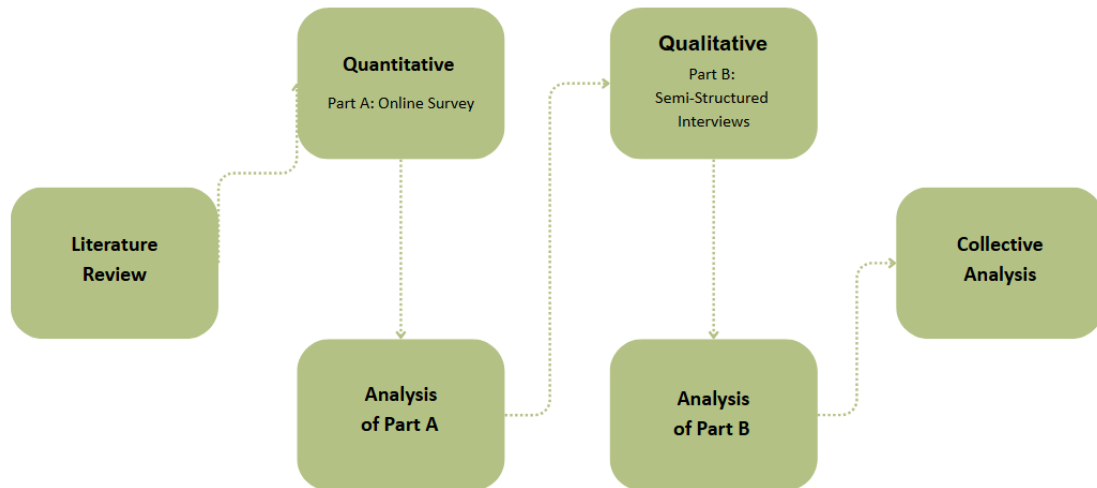 Literature
Review
Quantitative
Part A: Online Survey
Analysis
of Part A
Qualitative
Part B:
Semi-Structured
Interviews
Analysis
of Part B
Collective
Analysis